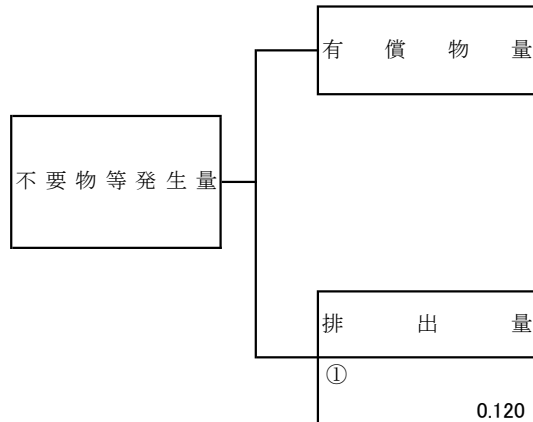 有償物量
不要物等発生量
排出量
①
0.120